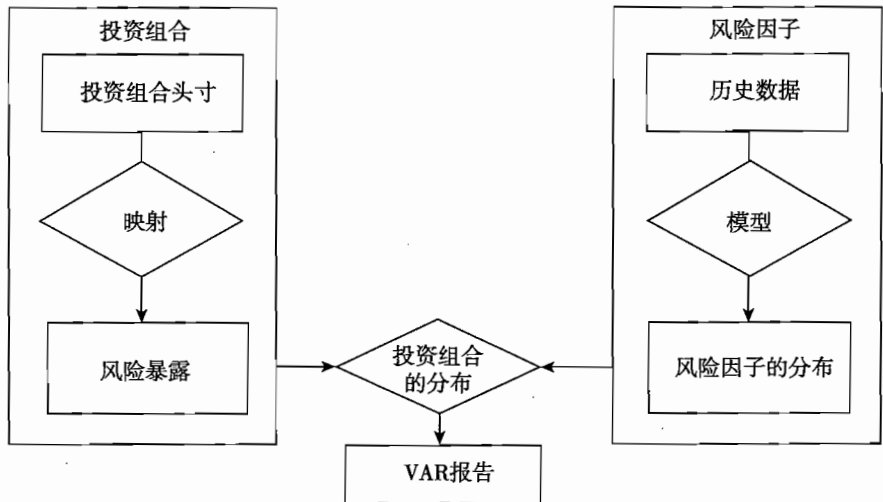 投资组合
投资组合头寸
映射
风险暴露
风险因子
历史数据
模型
风险因子的分布
投资组合
的分布
VAR报告